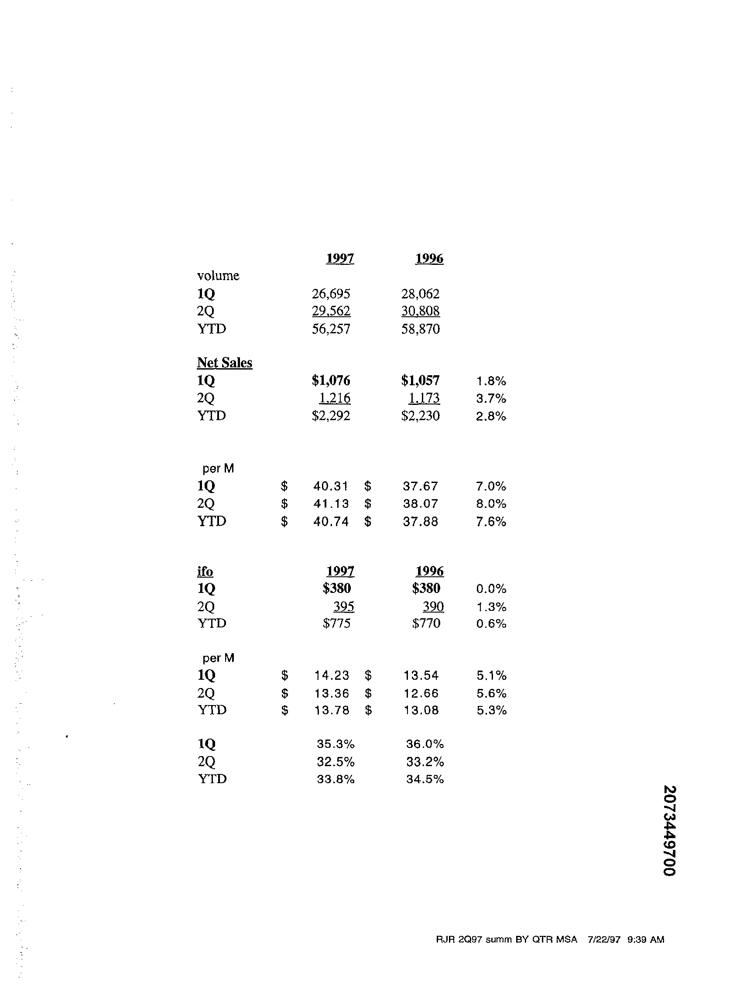 1997 1996
volume
1Q 26,695 28,062
2Q 29,562 30,808
YTD 56,257 58,870
Net Sales
1Q $1,076 $1,057 1.8%
2Q 1,216 1,173 3.7%
YTD $2,292 $2,230 2.8%
per M
1Q $ 40.31 $ 37.67 7.0%
2Q $ 41.13 $ 38.07 8.0%
YTD $ 40.74 $ 37.88 7.6%
ifo 1997 1996
1Q $380 $380 0.0%
2Q 395 390 1.3%
YTD $775 $770 0.6%
per M
1Q $ 14.23 $ 13.54 5.1%
2Q $ 13.36 $ 12.66 5.6%
YTD $ 13.78 $ 13.08 5.3%
1Q 35.3% 36.0%
2Q 32.5% 33.2%
YTD 33.8% 34.5%
2073449700
RJR 2Q97 summ BY QTR MSA 7/22/97 9:39 AM